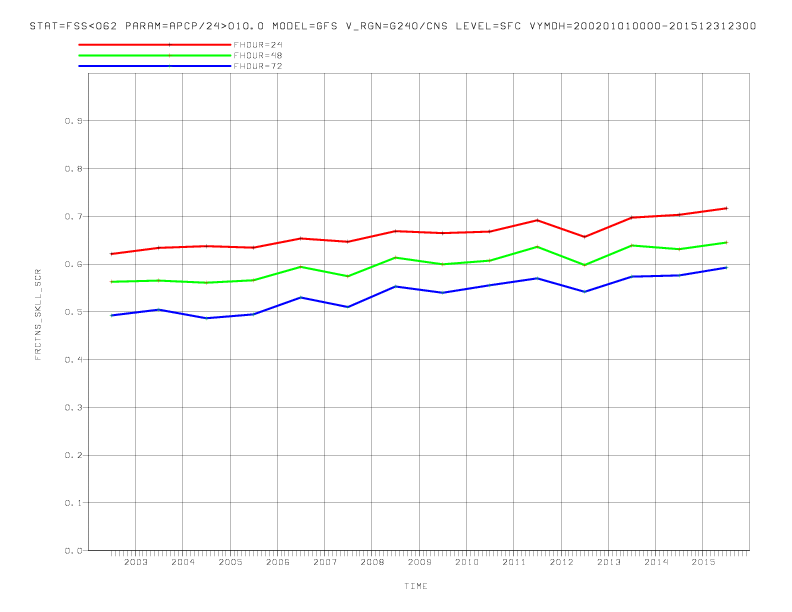 STAT=FSS<062 PARAM=APCP/24>010.0 MODEL=GFS V_RGN=G240/CNS LEVEL=SFC VYMDH=200201010000-201512312300
FHOUR=24
FHOUR=48
FHOUR=72
0.9
0.8
0.7
0.6
0.5
0.4
0.3
0.2
0.1
0.0
FRCTNS_SKLL_SCR
2003 2004 2005 2006 2007 2008 2009 2010 2011 2012 2013 2014 2015
TIME